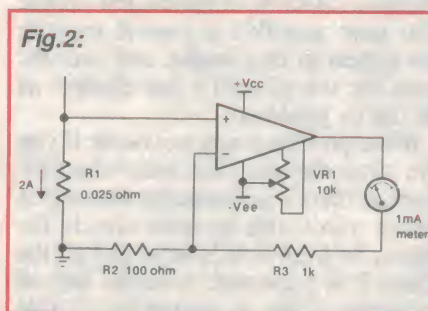 Fig.2:
+Vcc
+
−
2A
R1
0.025 ohm
VR1
10k
-Vee
1mA
meter
R2 100 ohm
R3 1k